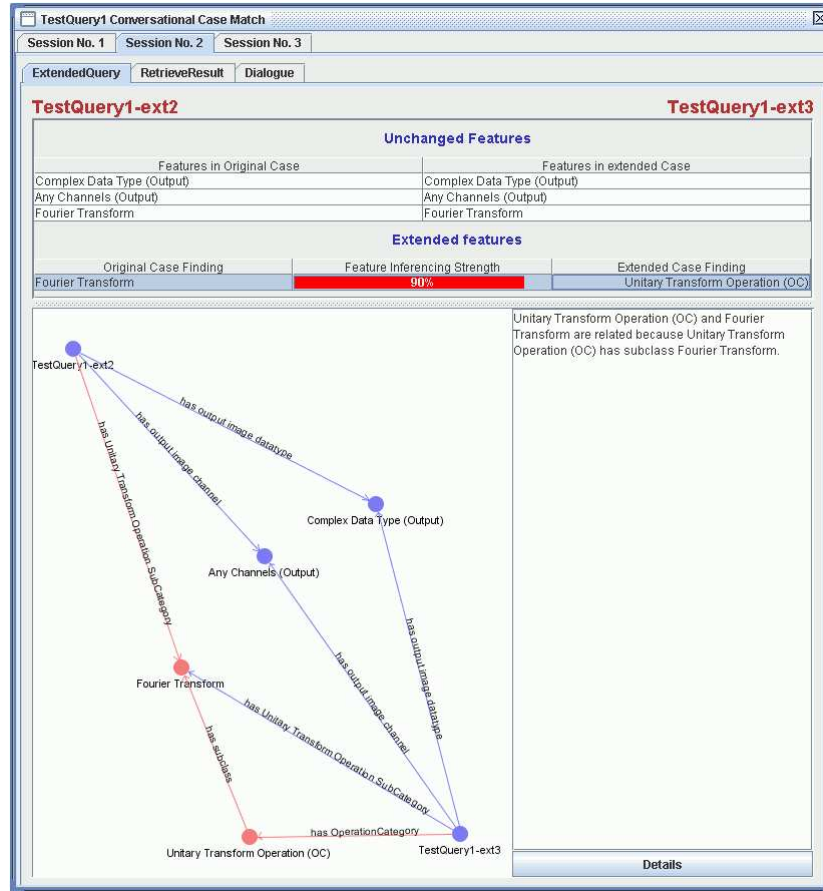 TestQuery1 Conversational Case Match
Session No. 1 Session No. 2 Session No. 3
ExtendedQuery RetrieveResult Dialogue
TestQuery1-ext2 TestQuery1-ext3
Unchanged Features
Features in Original Case Features in extended Case
Complex Data Type (Output) Complex Data Type (Output)
Any Channels (Output) Any Channels (Output)
Fourier Transform Fourier Transform
Extended features
Original Case Finding Feature Inferencing Strength Extended Case Finding
Fourier Transform 90% Unitary Transform Operation (OC)
Unitary Transform Operation (OC) and Fourier
Transform are related because Unitary Transform
Operation (OC) has subclass Fourier Transform.
TestQuery1-ext2
has output image datatype
has output image channel
has Unitary Transform Operation SubCategory
Complex Data Type (Output)
Any Channels (Output)
has output image datatype
has output image channel
Fourier Transform
has Unitary Transform Operation SubCategory
has subclass
has OperationCategory
Unitary Transform Operation (OC)
TestQuery1-ext3
Details